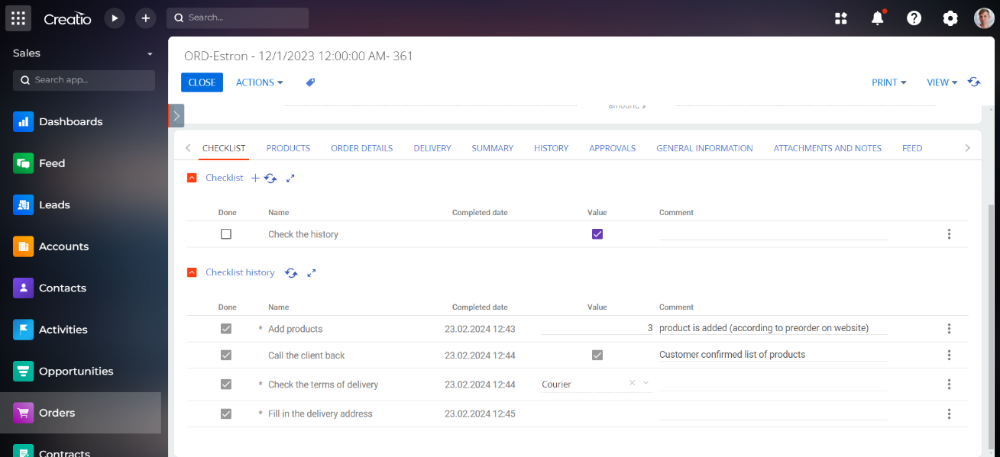 Creatio
Search...
Sales
Search app...
Dashboards
Feed
Leads
Accounts
Contacts
Activities
Opportunities
Orders
Contracts
ORD-Estron - 12/1/2023 12:00:00 AM- 361
CLOSE ACTIONS PRINT VIEW
amount, $
CHECKLIST PRODUCTS ORDER DETAILS DELIVERY SUMMARY HISTORY APPROVALS GENERAL INFORMATION ATTACHMENTS AND NOTES FEED
Checklist
Done Name Completed date Value Comment
Check the history
Checklist history
Done Name Completed date Value Comment
* Add products 23.02.2024 12:43 3 product is added (according to preorder on website)
Call the client back 23.02.2024 12:44 Customer confirmed list of products
* Check the terms of delivery 23.02.2024 12:44 Courier
* Fill in the delivery address 23.02.2024 12:45